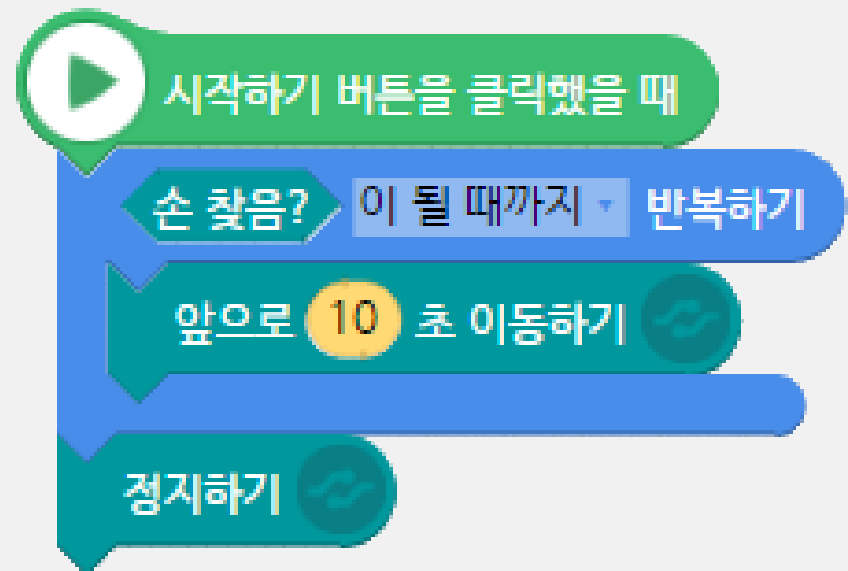 시작하기 버튼을 클릭했을 때
손 찾음? 이 될 때까지 반복하기
앞으로 10 초 이동하기
정지하기